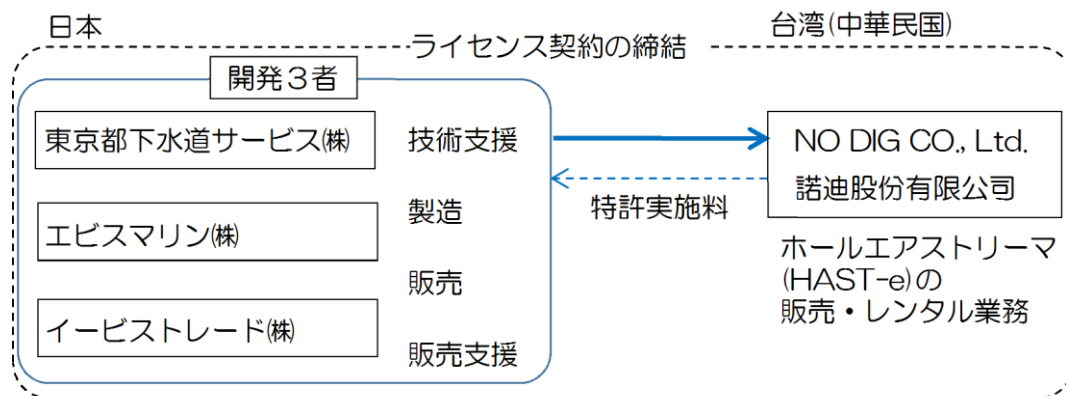 日本
台湾(中華民国)
ライセンス契約の締結
開発３者
東京都下水道サービス㈱
エビスマリン㈱
イービストレード㈱
技術支援
製造
販売
販売支援
特許実施料
NO DIG CO., Ltd.
諾迪股份有限公司
ホールエアストリーマ
(HAST-e)の
販売・レンタル業務